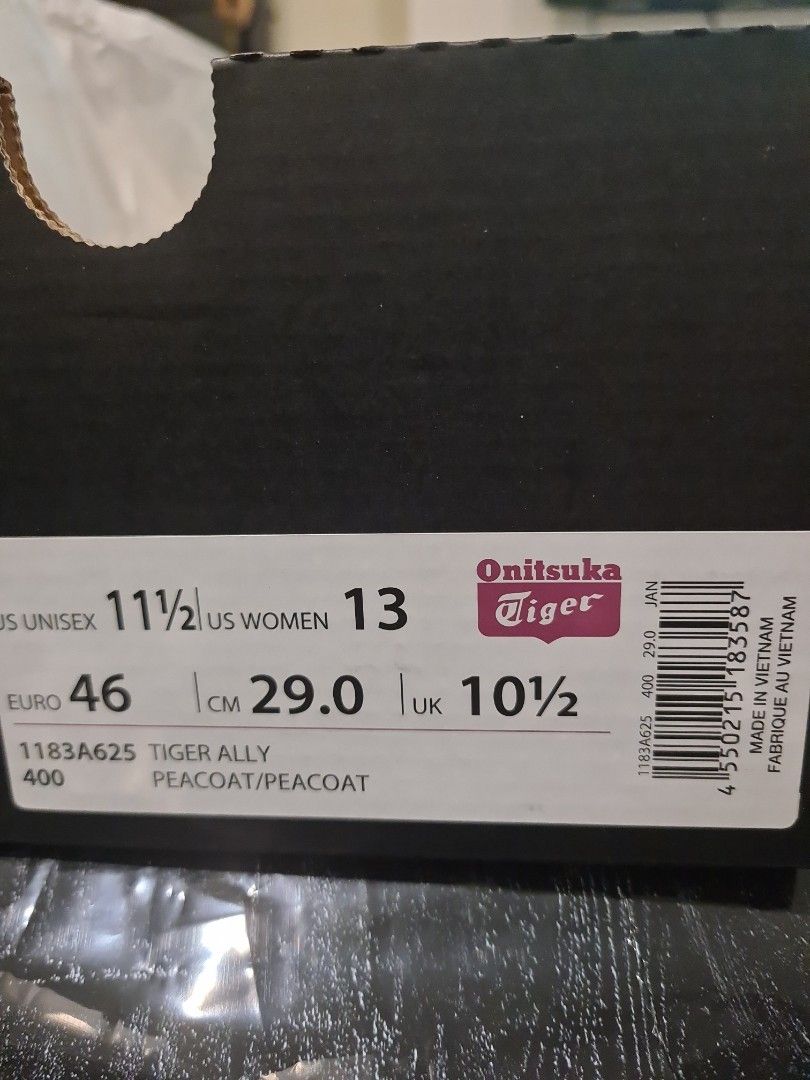 US UNISEX 11½ US WOMEN 13
Onitsuka
Tiger
EURO 46 CM 29.0 UK 10½
1183A625 TIGER ALLY
400 PEACOAT/PEACOAT
1183A625 400 29.0 JAN
4 550215 183587
MADE IN VIETNAM
FABRIQUE AU VIETNAM